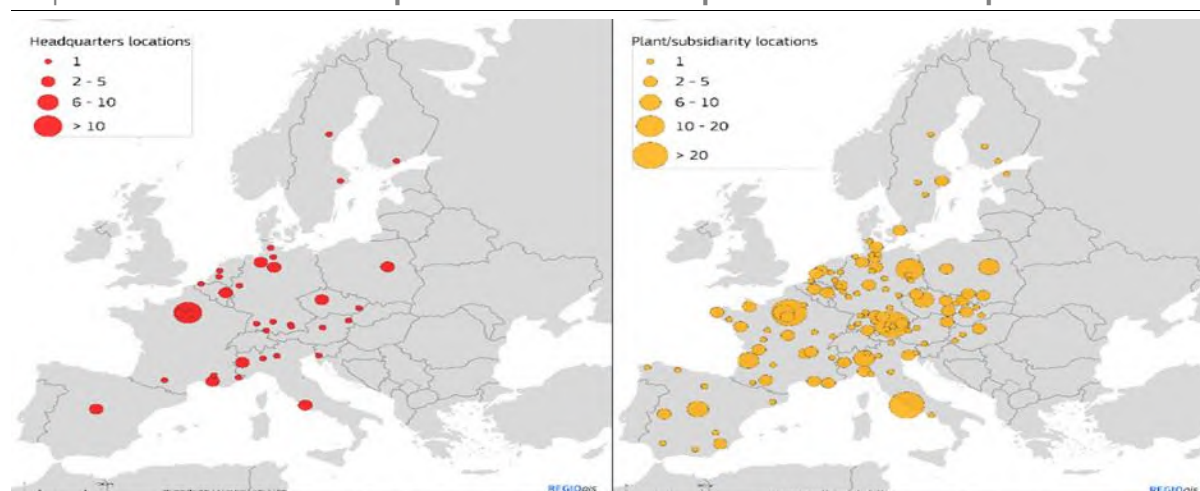 Headquarters locations
1
2 - 5
6 - 10
> 10
REGIOgis
Plant/subsidiarity locations
1
2 - 5
6 - 10
10 - 20
> 20
REGIOgis